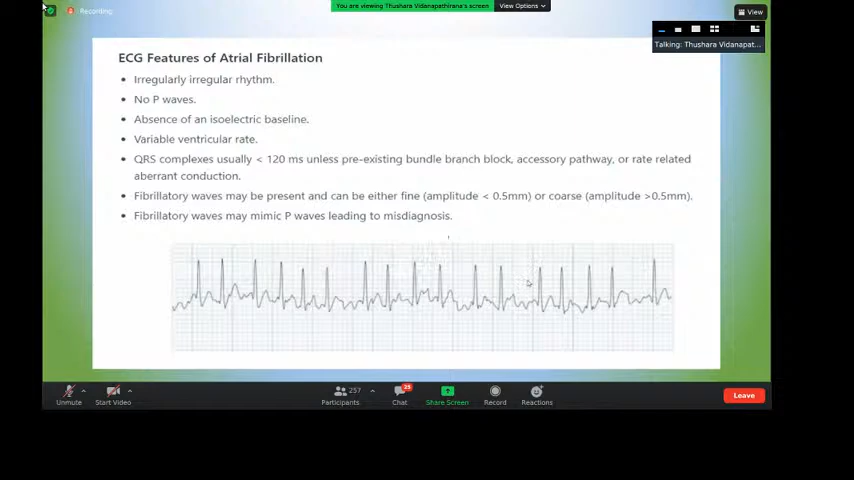 You are viewing Thushara Vidanapathirana's screen
View Options
Recording
View
Talking: Thushara Vidanapat...
ECG Features of Atrial Fibrillation
• Irregularly irregular rhythm.
• No P waves.
• Absence of an isoelectric baseline.
• Variable ventricular rate.
• QRS complexes usually < 120 ms unless pre-existing bundle branch block, accessory pathway, or rate related
aberrant conduction.
• Fibrillatory waves may be present and can be either fine (amplitude < 0.5mm) or coarse (amplitude >0.5mm).
• Fibrillatory waves may mimic P waves leading to misdiagnosis.
257
25
Unmute
Start Video
Participants
Chat
Share Screen
Record
Reactions
Leave